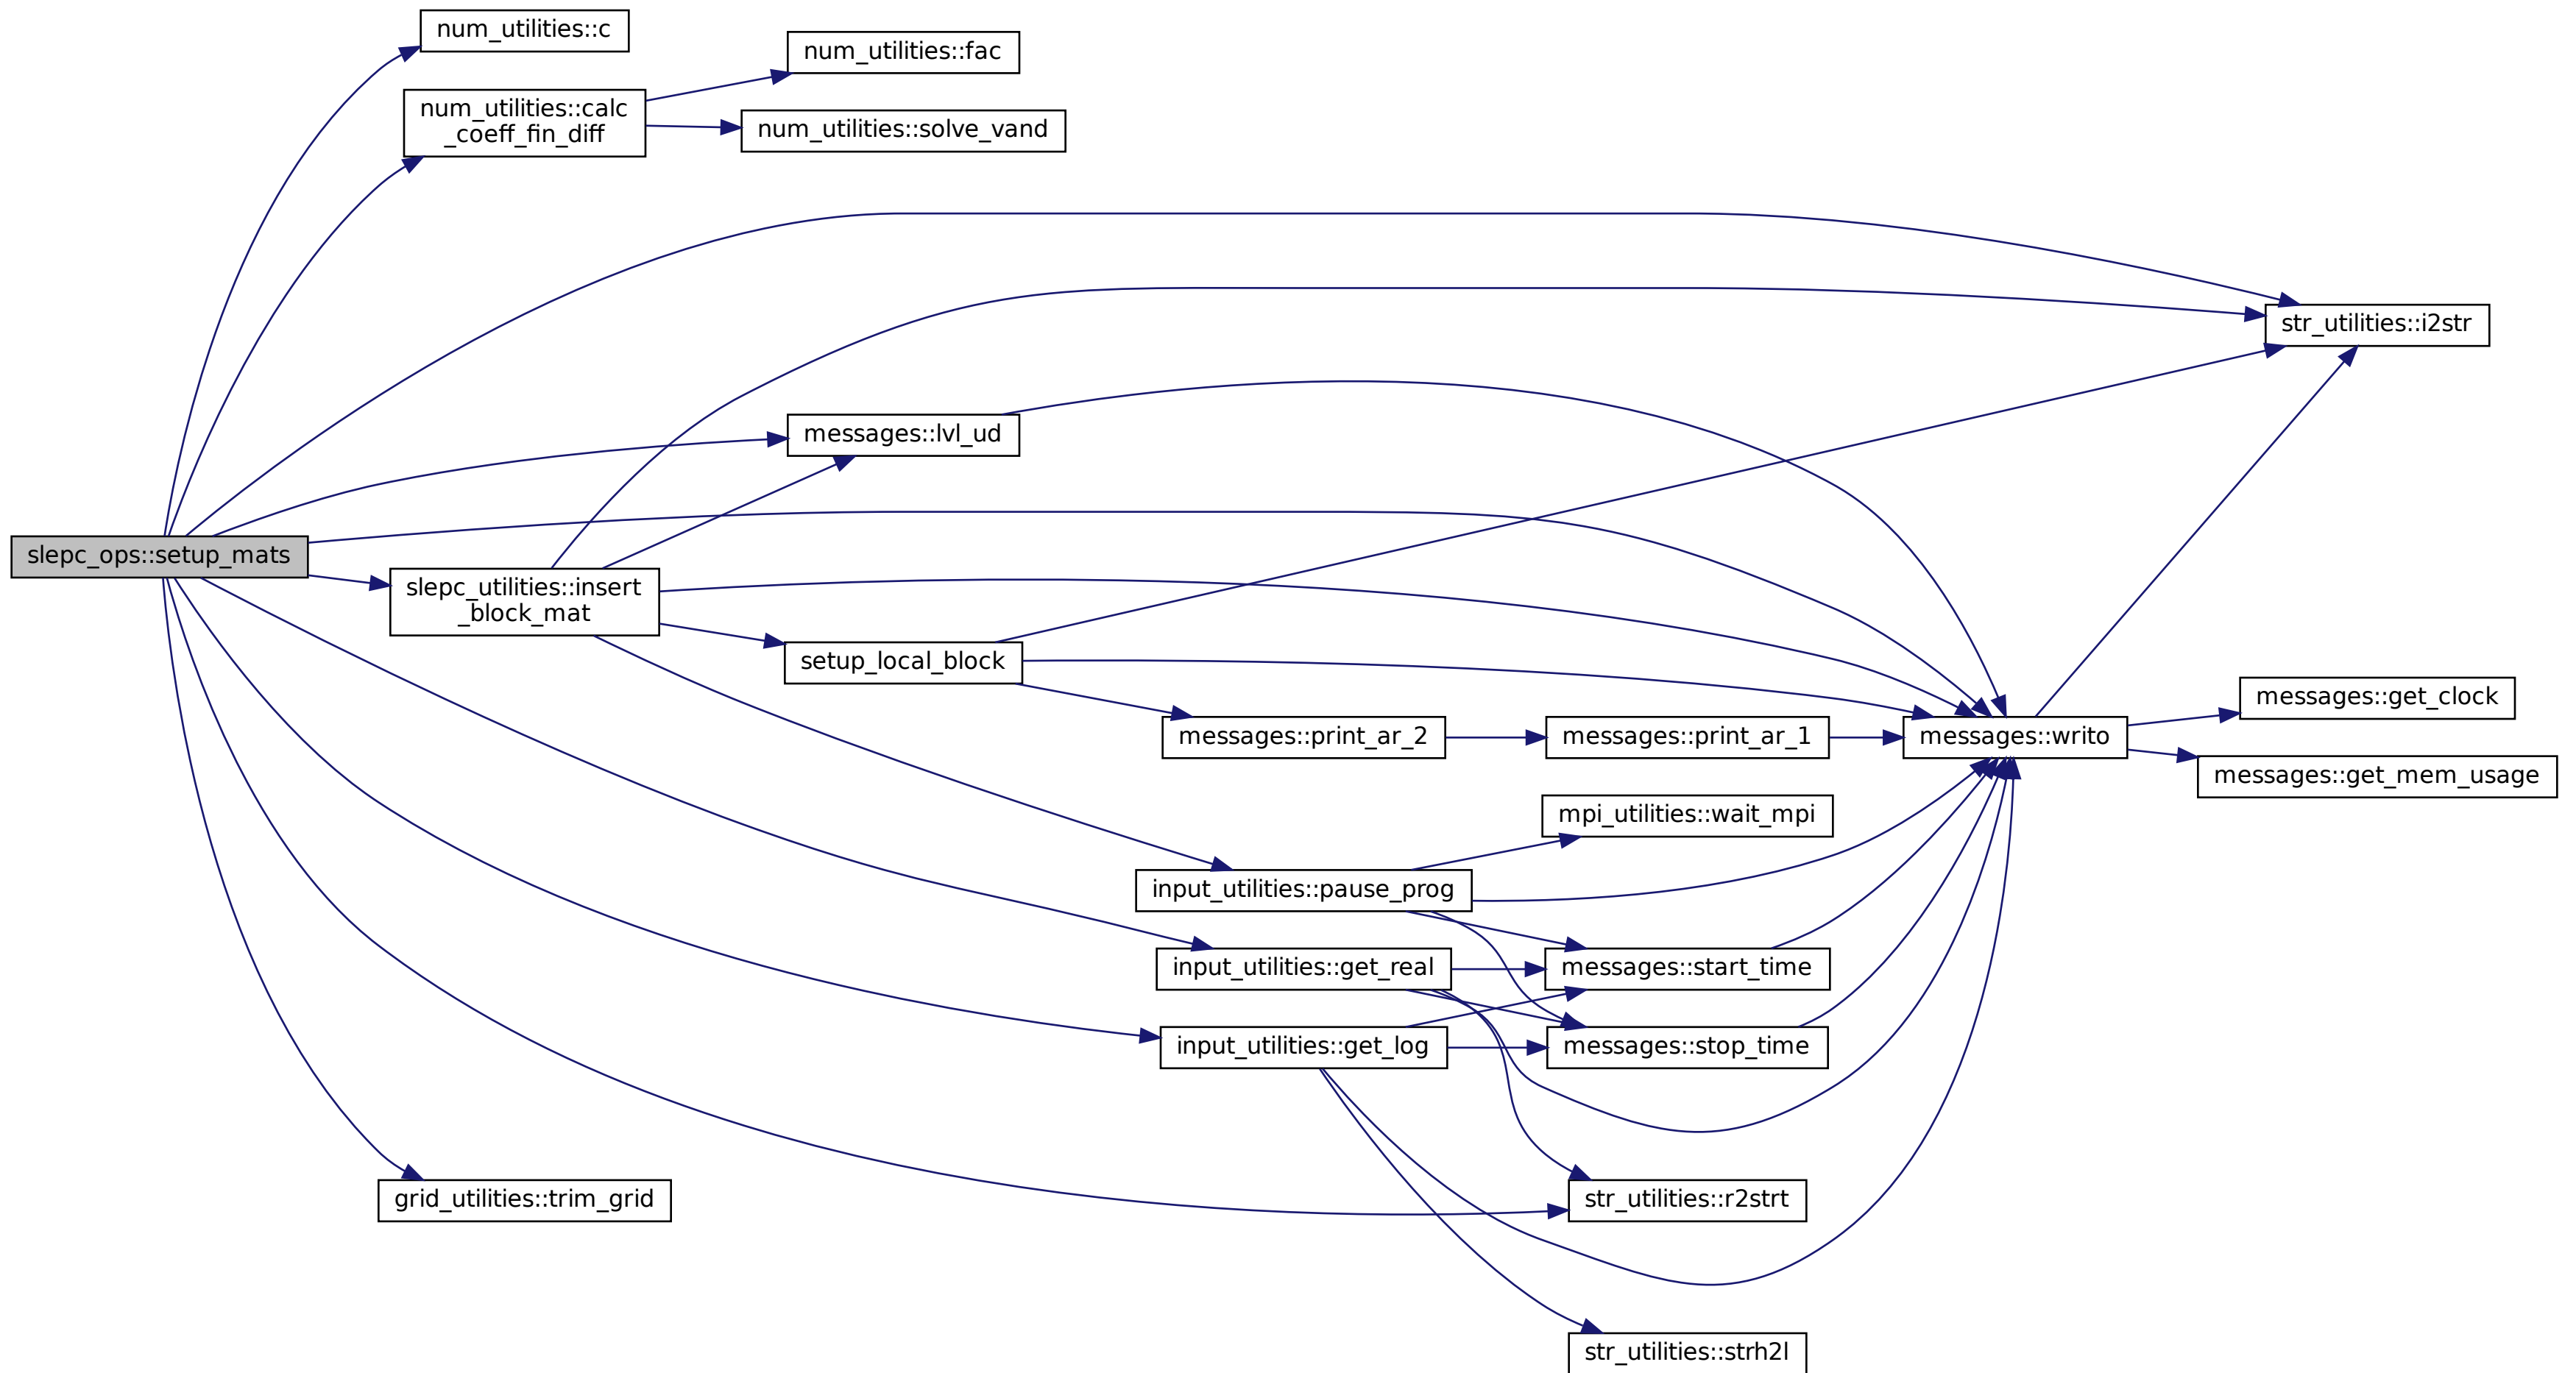 num_utilities::c
num_utilities::fac
num_utilities::calc
_coeff_fin_diff
num_utilities::solve_vand
str_utilities::i2str
messages::lvl_ud
slepc_ops::setup_mats
slepc_utilities::insert
_block_mat
setup_local_block
messages::get_clock
messages::print_ar_2
messages::print_ar_1
messages::writo
messages::get_mem_usage
mpi_utilities::wait_mpi
input_utilities::pause_prog
input_utilities::get_real
messages::start_time
input_utilities::get_log
messages::stop_time
grid_utilities::trim_grid
str_utilities::r2strt
str_utilities::strh2l